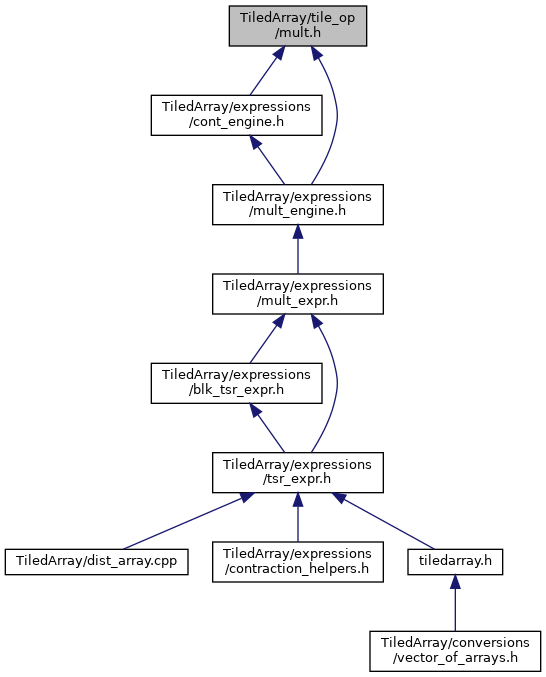 TiledArray/tile_op
/mult.h
TiledArray/expressions
/cont_engine.h
TiledArray/expressions
/mult_engine.h
TiledArray/expressions
/mult_expr.h
TiledArray/expressions
/blk_tsr_expr.h
TiledArray/expressions
/tsr_expr.h
TiledArray/dist_array.cpp
TiledArray/expressions
/contraction_helpers.h
tiledarray.h
TiledArray/conversions
/vector_of_arrays.h